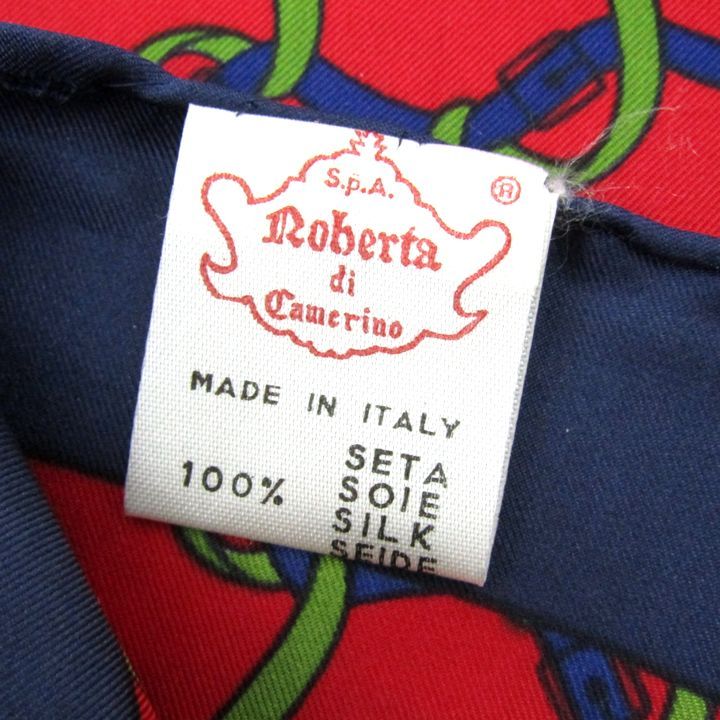 S.p.A.
®
Roberta
di
Camerino
MADE IN ITALY
100% SETA
SOIE
SILK
SEIDE